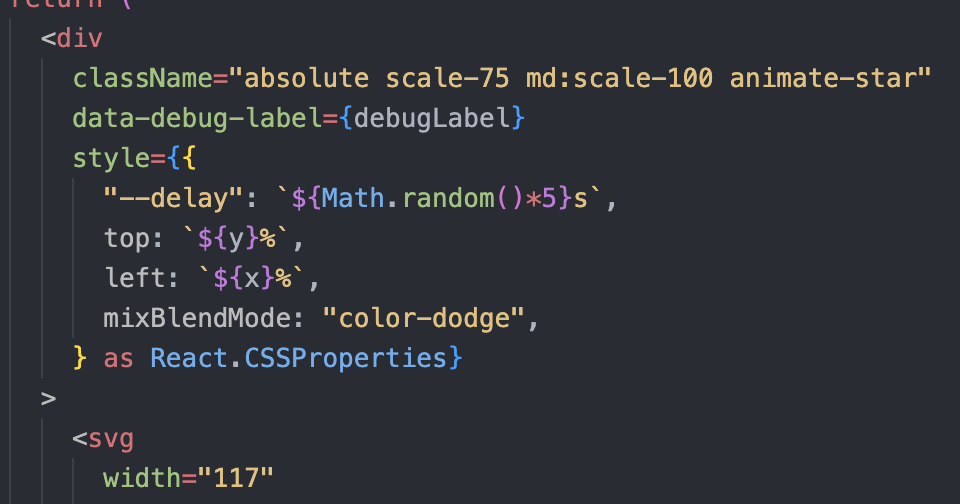 return (
<div
className="absolute scale-75 md:scale-100 animate-star"
data-debug-label={debugLabel}
style={{
"--delay": `${Math.random()*5}s`,
top: `${y}%`,
left: `${x}%`,
mixBlendMode: "color-dodge",
} as React.CSSProperties}
>
<svg
width="117"